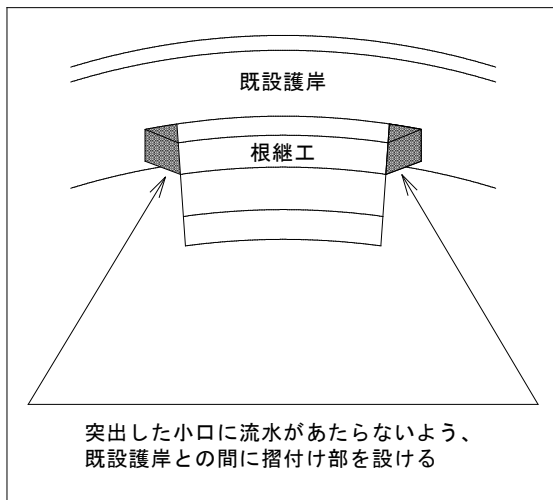 既設護岸
根継工
突出した小口に流水があたらないよう、
既設護岸との間に摺付け部を設ける